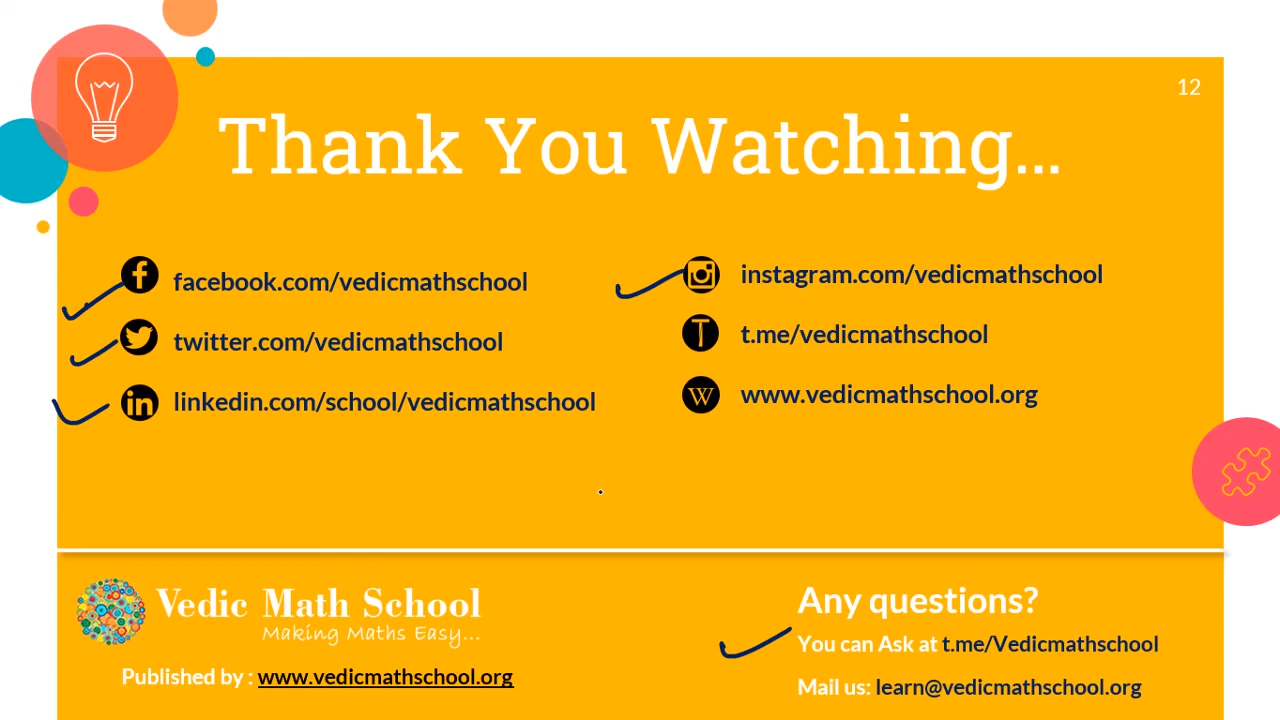 12
Thank You Watching...
facebook.com/vedicmathschool
twitter.com/vedicmathschool
linkedin.com/school/vedicmathschool
instagram.com/vedicmathschool
t.me/vedicmathschool
www.vedicmathschool.org
Vedic Math School
Making Maths Easy...
Published by : www.vedicmathschool.org
Any questions?
You can Ask at t.me/Vedicmathschool
Mail us: learn@vedicmathschool.org